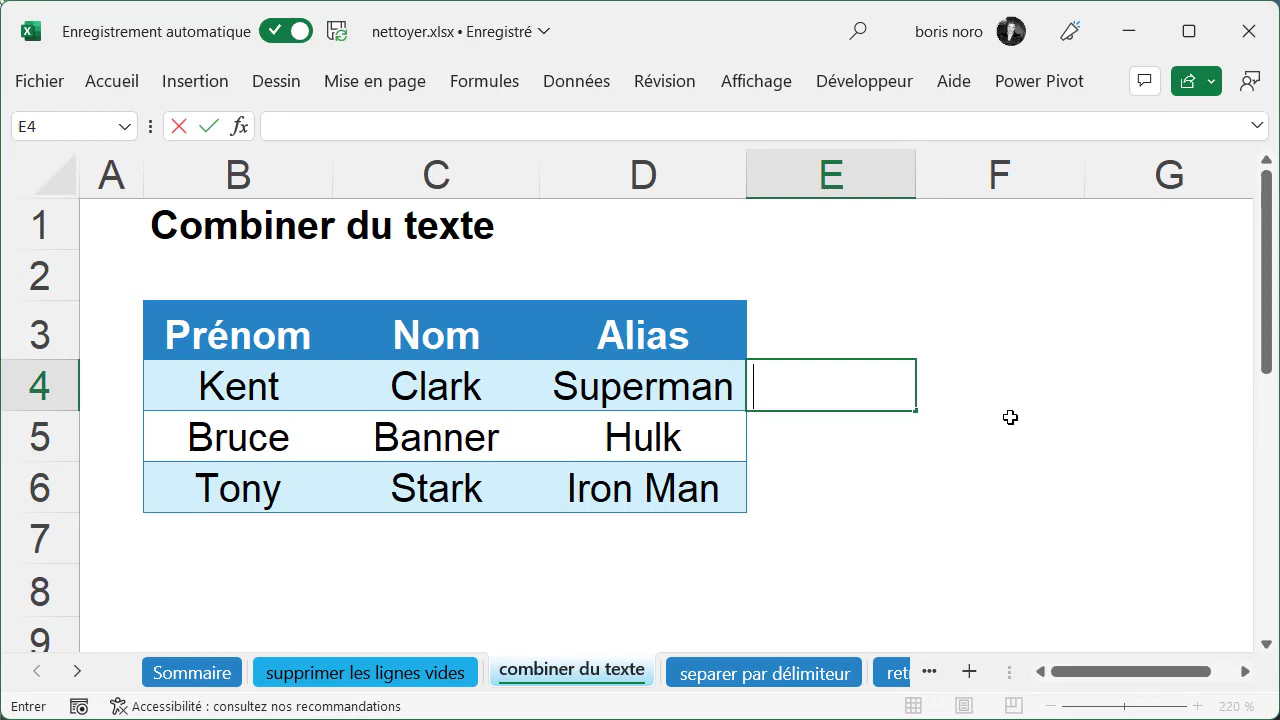 Enregistrement automatique nettoyer.xlsx • Enregistré boris noro
Fichier Accueil Insertion Dessin Mise en page Formules Données Révision Affichage Développeur Aide Power Pivot
E4 fx
A B C D E F G
1 Combiner du texte
2
3 Prénom Nom Alias
4 Kent Clark Superman
5 Bruce Banner Hulk
6 Tony Stark Iron Man
7
8
9
Sommaire supprimer les lignes vides combiner du texte separer par délimiteur
Entrer Accessibilité : consultez nos recommandations 220 %